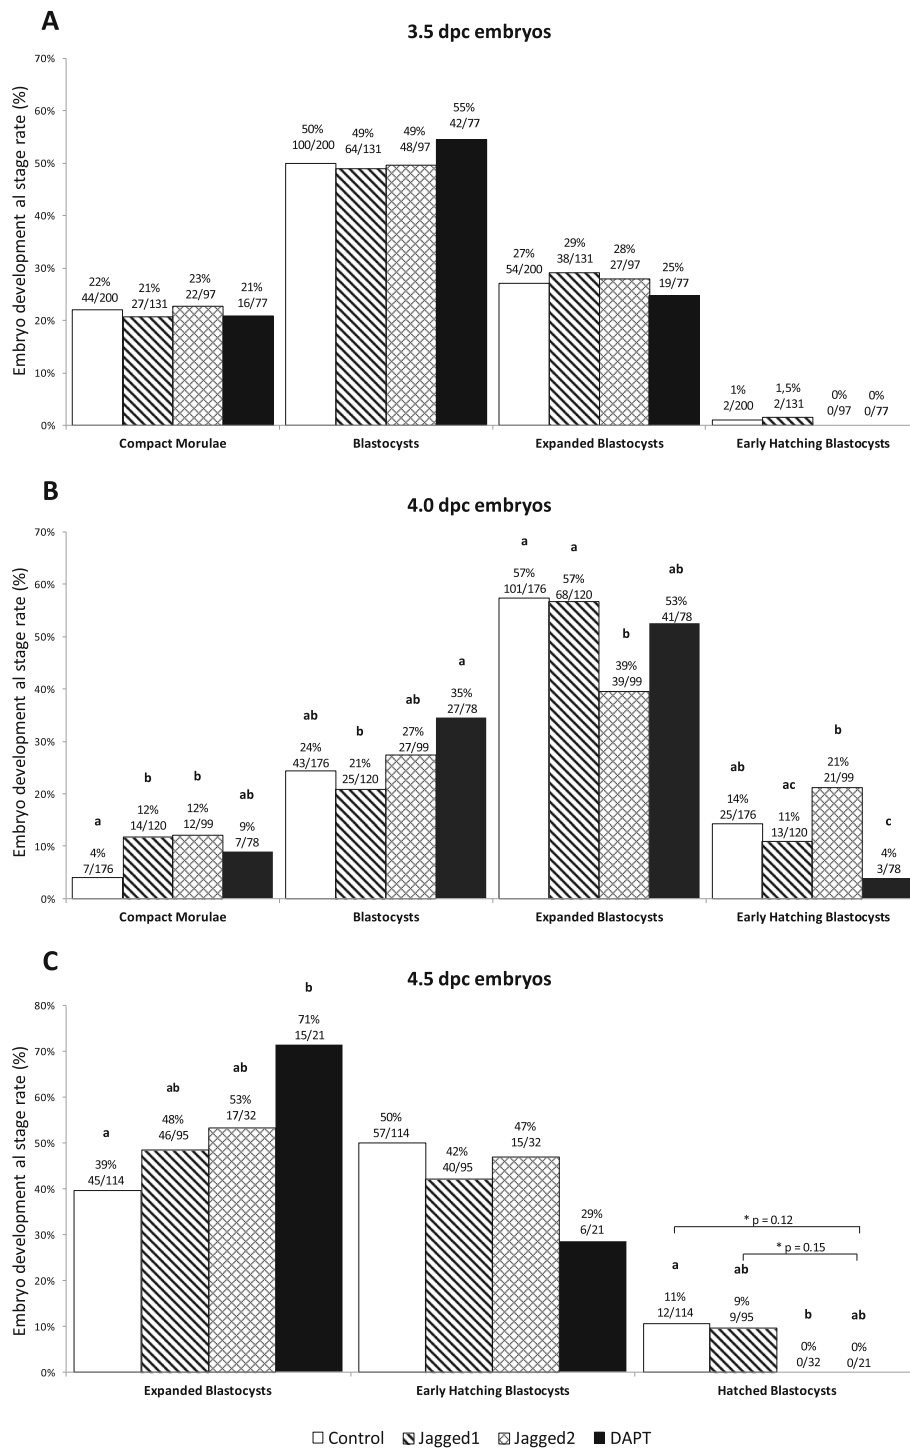 A
3.5 dpc embryos
Embryo development al stage rate (%)
70%
60%
50%
40%
30%
20%
10%
0%
22%
44/200
21%
27/131
23%
22/97
21%
16/77
50%
100/200
49%
64/131
49%
48/97
55%
42/77
27%
54/200
29%
38/131
28%
27/97
25%
19/77
1%
2/200
1,5%
2/131
0%
0/97
0%
0/77
Compact Morulae
Blastocysts
Expanded Blastocysts
Early Hatching Blastocysts
B
4.0 dpc embryos
Embryo development al stage rate (%)
70%
60%
50%
40%
30%
20%
10%
0%
a
4%
7/176
b
12%
14/120
b
12%
12/99
ab
9%
7/78
ab
24%
43/176
b
21%
25/120
ab
27%
27/99
a
35%
27/78
a
57%
101/176
a
57%
68/120
b
39%
39/99
ab
53%
41/78
ab
14%
25/176
ac
11%
13/120
b
21%
21/99
c
4%
3/78
Compact Morulae
Blastocysts
Expanded Blastocysts
Early Hatching Blastocysts
C
4.5 dpc embryos
Embryo development al stage rate (%)
80%
70%
60%
50%
40%
30%
20%
10%
0%
a
39%
45/114
ab
48%
46/95
ab
53%
17/32
b
71%
15/21
50%
57/114
42%
40/95
47%
15/32
29%
6/21
* p = 0.12
* p = 0.15
a
11%
12/114
ab
9%
9/95
b
0%
0/32
ab
0%
0/21
Expanded Blastocysts
Early Hatching Blastocysts
Hatched Blastocysts
Control
Jagged1
Jagged2
DAPT